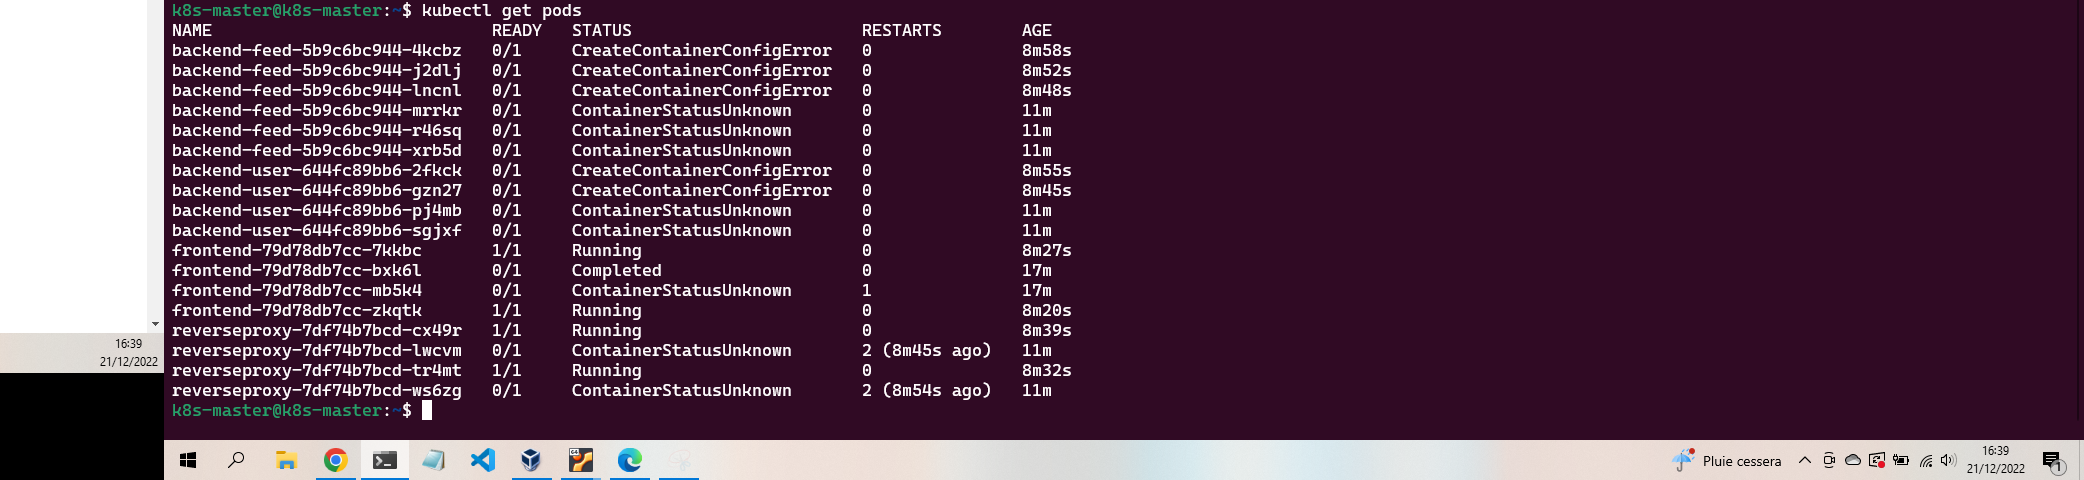 k8s-master@k8s-master:~$ kubectl get pods
NAME READY STATUS RESTARTS AGE
backend-feed-5b9c6bc944-4kcbz 0/1 CreateContainerConfigError 0 8m58s
backend-feed-5b9c6bc944-j2dlj 0/1 CreateContainerConfigError 0 8m52s
backend-feed-5b9c6bc944-lncnl 0/1 CreateContainerConfigError 0 8m48s
backend-feed-5b9c6bc944-mrrkr 0/1 ContainerStatusUnknown 0 11m
backend-feed-5b9c6bc944-r46sq 0/1 ContainerStatusUnknown 0 11m
backend-feed-5b9c6bc944-xrb5d 0/1 ContainerStatusUnknown 0 11m
backend-user-644fc89bb6-2fkck 0/1 CreateContainerConfigError 0 8m55s
backend-user-644fc89bb6-gzn27 0/1 CreateContainerConfigError 0 8m45s
backend-user-644fc89bb6-pj4mb 0/1 ContainerStatusUnknown 0 11m
backend-user-644fc89bb6-sgjxf 0/1 ContainerStatusUnknown 0 11m
frontend-79d78db7cc-7kkbc 1/1 Running 0 8m27s
frontend-79d78db7cc-bxk6l 0/1 Completed 0 17m
frontend-79d78db7cc-mb5k4 0/1 ContainerStatusUnknown 1 17m
frontend-79d78db7cc-zkqtk 1/1 Running 0 8m20s
reverseproxy-7df74b7bcd-cx49r 1/1 Running 0 8m39s
reverseproxy-7df74b7bcd-lwcvm 0/1 ContainerStatusUnknown 2 (8m45s ago) 11m
reverseproxy-7df74b7bcd-tr4mt 1/1 Running 0 8m32s
reverseproxy-7df74b7bcd-ws6zg 0/1 ContainerStatusUnknown 2 (8m54s ago) 11m
k8s-master@k8s-master:~$
16:39
21/12/2022
Pluie cessera
16:39
21/12/2022
1